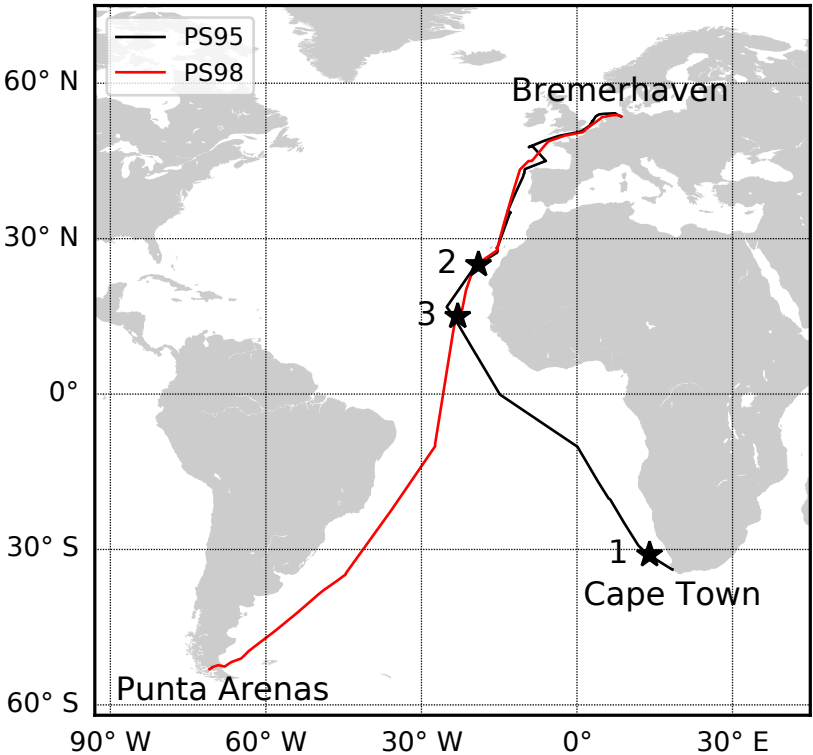 PS95
PS98
60° N
Bremerhaven
30° N
2
3
0°
30° S
1
Cape Town
Punta Arenas
60° S
90° W 60° W 30° W 0° 30° E